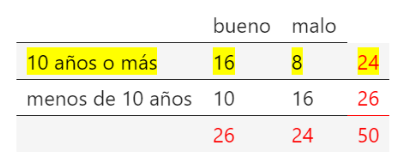 bueno malo
10 años o más 16 8 24
menos de 10 años 10 16 26
26 24 50